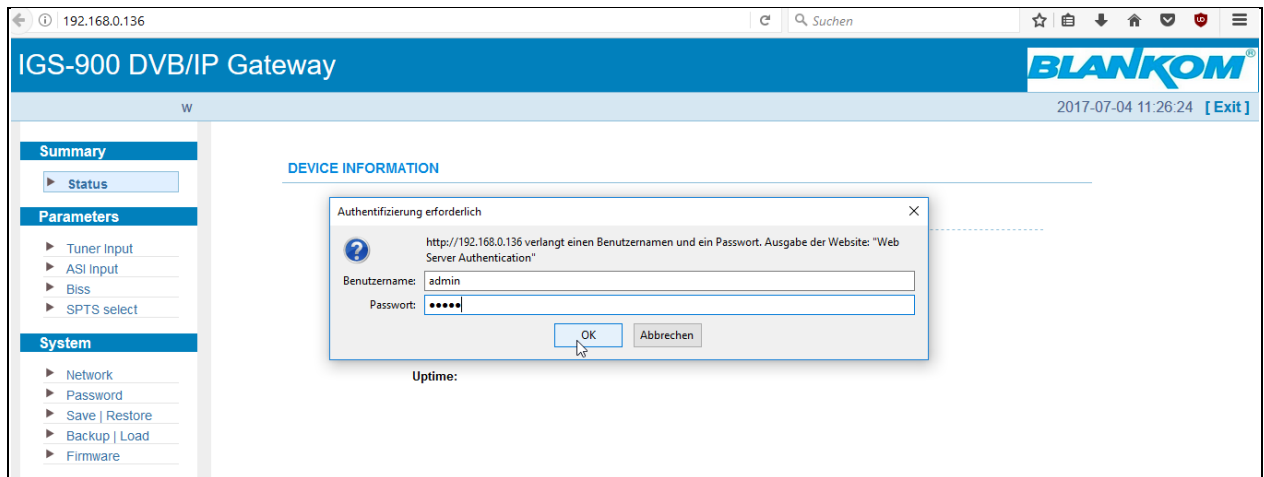 192.168.0.136
Suchen
IGS-900 DVB/IP Gateway
BLANKOM®
w
2017-07-04 11:26:24 [ Exit ]
Summary
Status
Parameters
Tuner Input
ASI Input
Biss
SPTS select
System
Network
Password
Save | Restore
Backup | Load
Firmware
DEVICE INFORMATION
Authentifizierung erforderlich
http://192.168.0.136 verlangt einen Benutzernamen und ein Passwort. Ausgabe der Website: "Web
Server Authentication"
Benutzername: admin
Passwort: •••••
OK Abbrechen
Uptime: